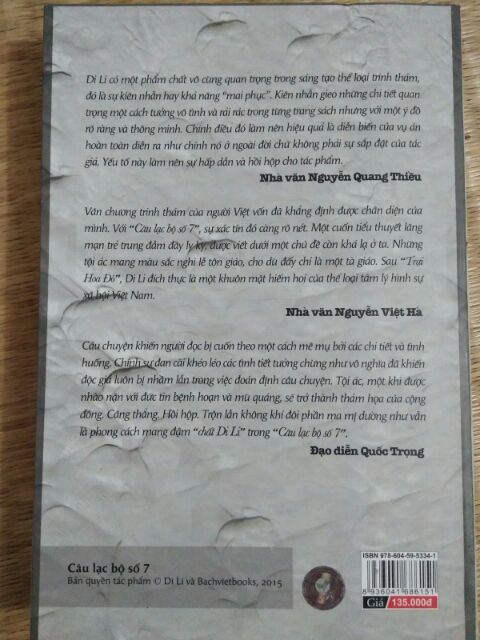 Di Li có một phẩm chất vô cùng quan trọng trong sáng tạo thể loại trinh thám,
đó là sự kiên nhẫn hay khả năng "mai phục". Kiên nhẫn gieo những chi tiết quan
trọng một cách tưởng vô tình và rải rác trong từng trang sách nhưng với một ý đồ
rõ ràng và thông minh. Chính điều đó làm nên hiệu quả là diễn biến của vụ án
hoàn toàn diễn ra như chính nó ở ngoài đời chứ không phải sự sắp đặt của tác
giả. Yếu tố này làm nên sự hấp dẫn và hồi hộp cho tác phẩm.
Nhà văn Nguyễn Quang Thiều
Văn chương trinh thám của người Việt vốn đã khẳng định được chân diện của
mình. Với "Câu lạc bộ số 7", sự xác tín đó càng rõ nét. Một cuốn tiểu thuyết lãng
mạn trẻ trung đầm đầy ly kỳ, được viết dưới một chủ đề còn khá lạ ở ta. Những
tội ác mang màu sắc nghi lễ tôn giáo, cho dù đấy chỉ là một tà giáo. Sau "Trại
Hoa Đỏ", Di Li đích thực là một khuôn mặt hiếm hoi của thể loại tâm lý hình sự
xã hội Việt Nam.
Nhà văn Nguyễn Việt Hà
Câu chuyện khiến người đọc bị cuốn theo một cách mê mụ bởi các chi tiết và tình
huống. Chính sự đan cài khéo léo các tình tiết tưởng chừng như vô nghĩa đã khiến
độc giả luôn bị nhầm lẫn trong việc đoán định câu chuyện. Tội ác, một khi được
nhào nặn với đức tin bệnh hoạn và mù quáng, sẽ trở thành thảm họa của cộng
đồng. Căng thẳng. Hồi hộp. Trộn lẫn không khí đôi phần ma mị dường như vẫn
là phong cách mang đậm "chất Di Li" trong "Câu lạc bộ số 7".
Đạo diễn Quốc Trọng
Câu lạc bộ số 7
Bản quyền tác phẩm © DI LI và Bachvietbooks, 2015
ISBN 978-604-59-5334-1
8 936041 686151
Giá 135.000đ